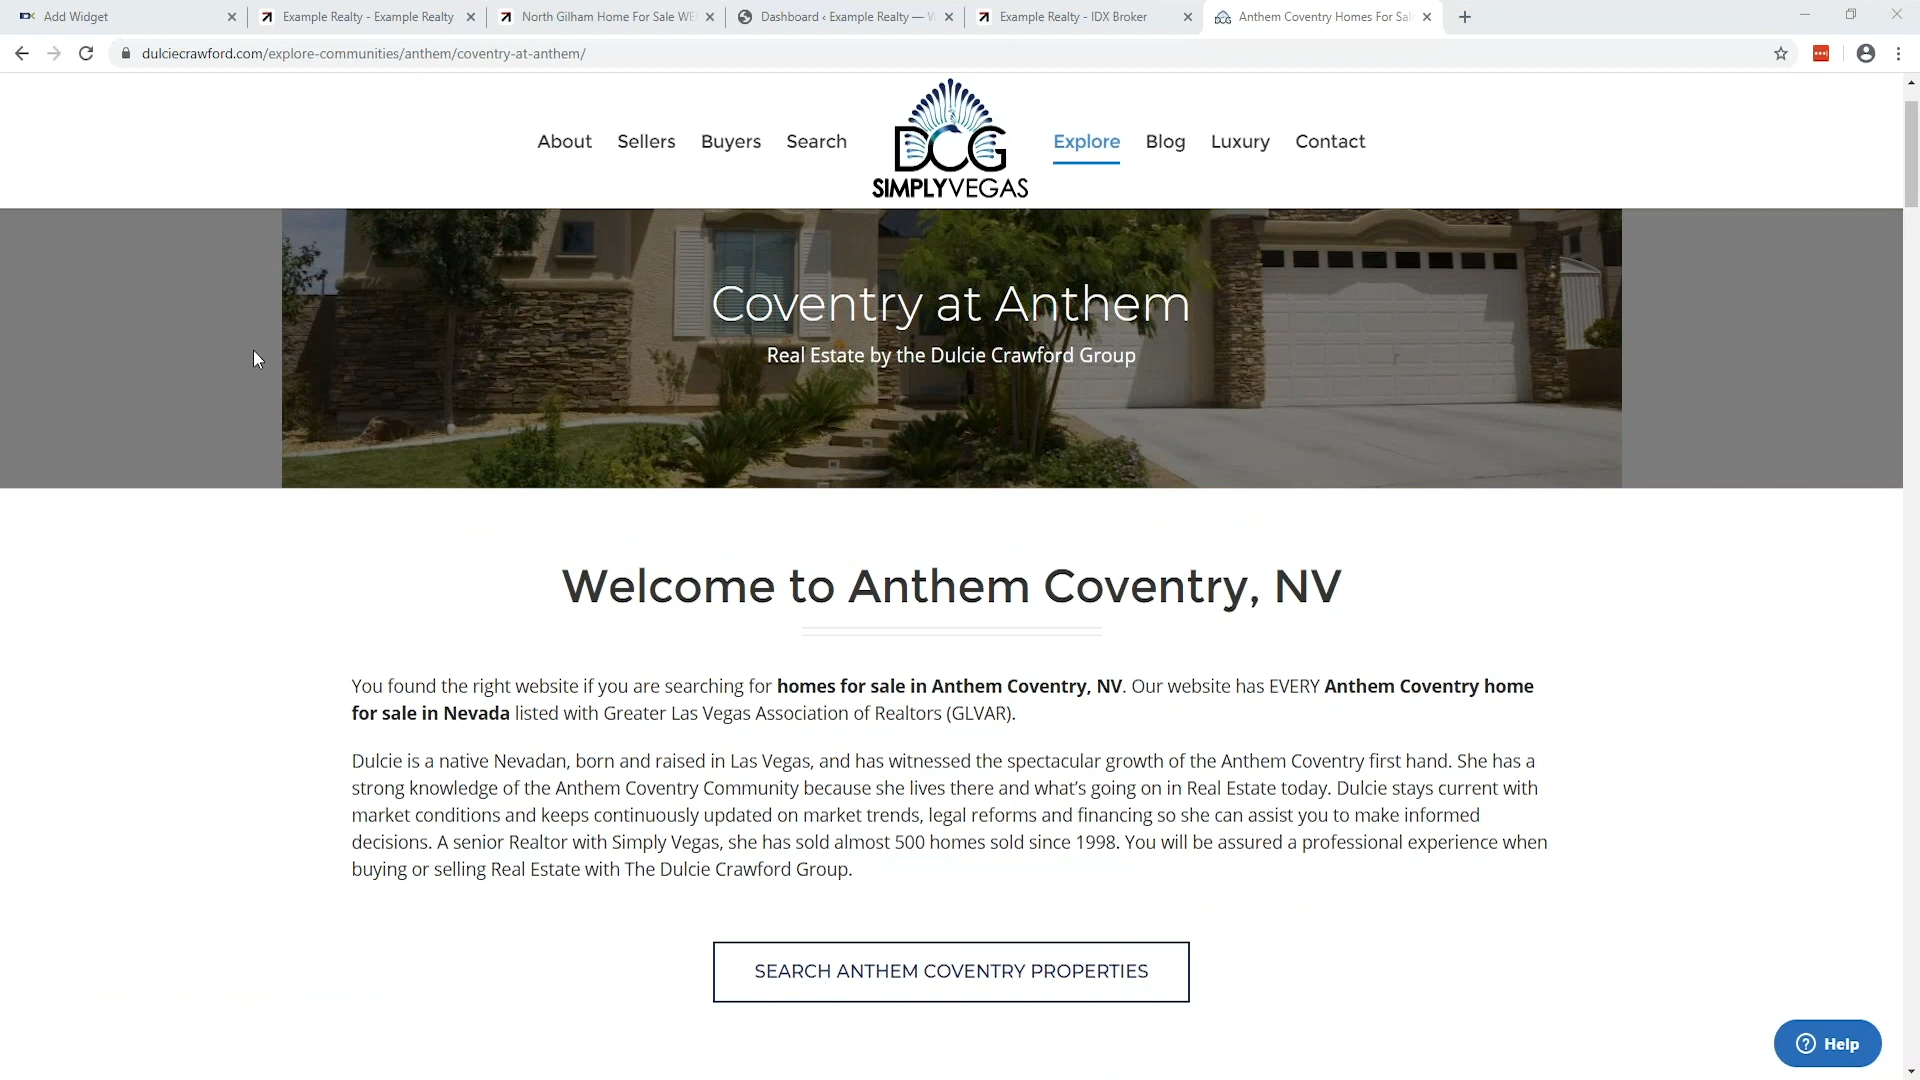 Add Widget
Example Realty - Example Realty
North Gilham Home For Sale WE
Dashboard ‹ Example Realty — W
Example Realty - IDX Broker
Anthem Coventry Homes For Sal
dulciecrawford.com/explore-communities/anthem/coventry-at-anthem/
About
Sellers
Buyers
Search
DCG
SIMPLYVEGAS
Explore
Blog
Luxury
Contact
Coventry at Anthem
Real Estate by the Dulcie Crawford Group
Welcome to Anthem Coventry, NV
You found the right website if you are searching for homes for sale in Anthem Coventry, NV. Our website has EVERY Anthem Coventry home
for sale in Nevada listed with Greater Las Vegas Association of Realtors (GLVAR).
Dulcie is a native Nevadan, born and raised in Las Vegas, and has witnessed the spectacular growth of the Anthem Coventry first hand. She has a
strong knowledge of the Anthem Coventry Community because she lives there and what's going on in Real Estate today. Dulcie stays current with
market conditions and keeps continuously updated on market trends, legal reforms and financing so she can assist you to make informed
decisions. A senior Realtor with Simply Vegas, she has sold almost 500 homes sold since 1998. You will be assured a professional experience when
buying or selling Real Estate with The Dulcie Crawford Group.
SEARCH ANTHEM COVENTRY PROPERTIES
Help